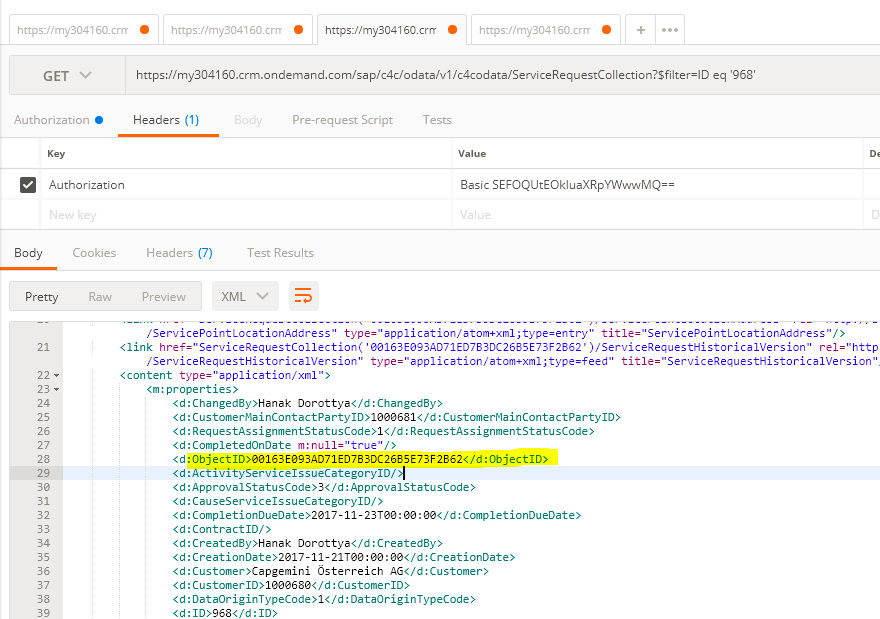 https://my304160.crm https://my304160.crm https://my304160.crm https://my304160.crm + •••
GET https://my304160.crm.ondemand.com/sap/c4c/odata/v1/c4codata/ServiceRequestCollection?$filter=ID eq '968'
Authorization Headers (1) Body Pre-request Script Tests
Key Value De
Authorization Basic SEFOQUtEOkluaXRpYWwwMQ==
New key Value D
Body Cookies Headers (7) Test Results
Pretty Raw Preview XML
/ServicePointLocationAddress" type="application/atom+xml;type=entry" title="ServicePointLocationAddress"/>
21 <link href="ServiceRequestCollection('00163E093AD71ED7B3DC26B5E73F2B62')/ServiceRequestHistoricalVersion" rel="http
/ServiceRequestHistoricalVersion" type="application/atom+xml;type=feed" title="ServiceRequestHistoricalVersion"
22 <content type="application/xml">
23 <m:properties>
24 <d:ChangedBy>Hanak Dorottya</d:ChangedBy>
25 <d:CustomerMainContactPartyID>1000681</d:CustomerMainContactPartyID>
26 <d:RequestAssignmentStatusCode>1</d:RequestAssignmentStatusCode>
27 <d:CompletedOnDate m:null="true"/>
28 <d:ObjectID>00163E093AD71ED7B3DC26B5E73F2B62</d:ObjectID>
29 <d:ActivityServiceIssueCategoryID/>
30 <d:ApprovalStatusCode>3</d:ApprovalStatusCode>
31 <d:CauseServiceIssueCategoryID/>
32 <d:CompletionDueDate>2017-11-23T00:00:00</d:CompletionDueDate>
33 <d:ContractID/>
34 <d:CreatedBy>Hanak Dorottya</d:CreatedBy>
35 <d:CreationDate>2017-11-21T00:00:00</d:CreationDate>
36 <d:Customer>Capgemini Österreich AG</d:Customer>
37 <d:CustomerID>1000680</d:CustomerID>
38 <d:DataOriginTypeCode>1</d:DataOriginTypeCode>
39 <d:ID>968</d:ID>